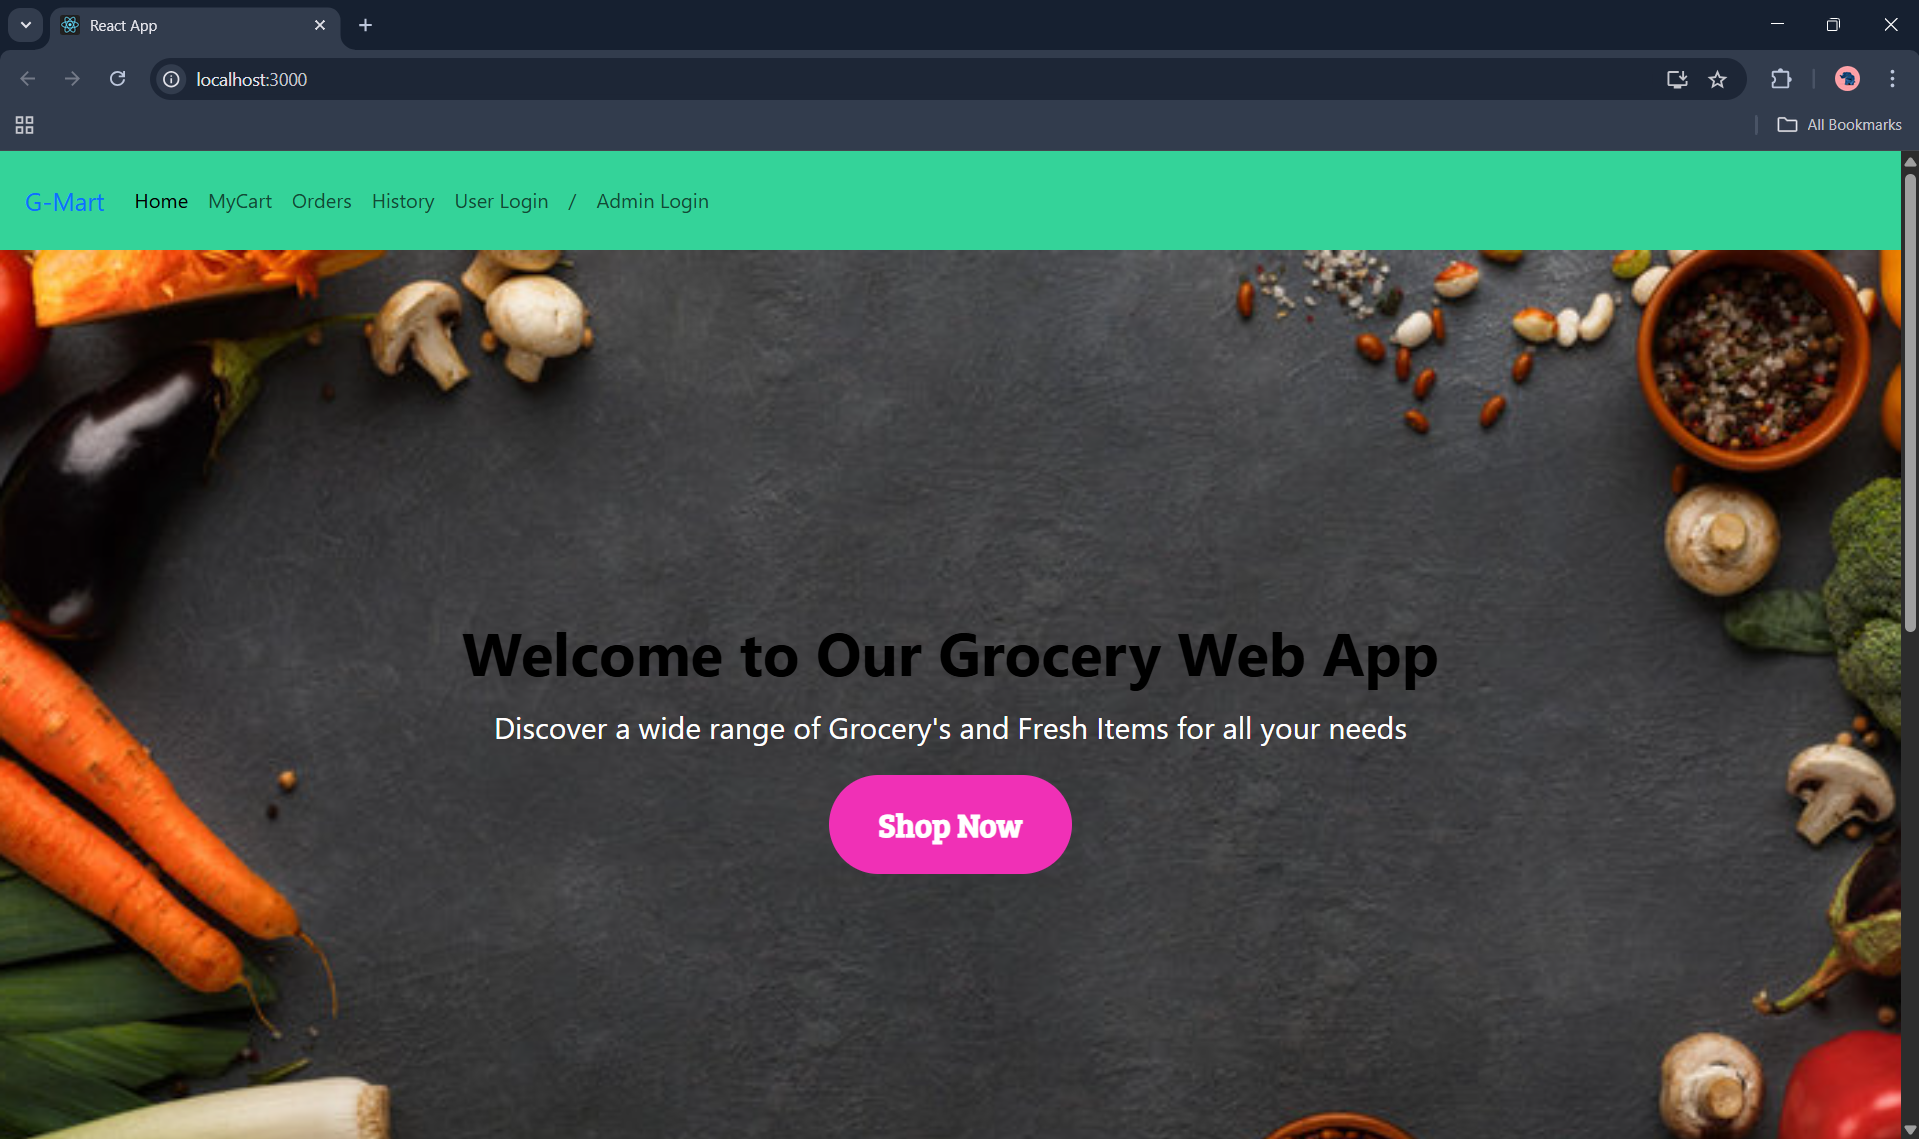 React App
localhost:3000
All Bookmarks
G-Mart Home MyCart Orders History User Login / Admin Login
Welcome to Our Grocery Web App
Discover a wide range of Grocery's and Fresh Items for all your needs
Shop Now